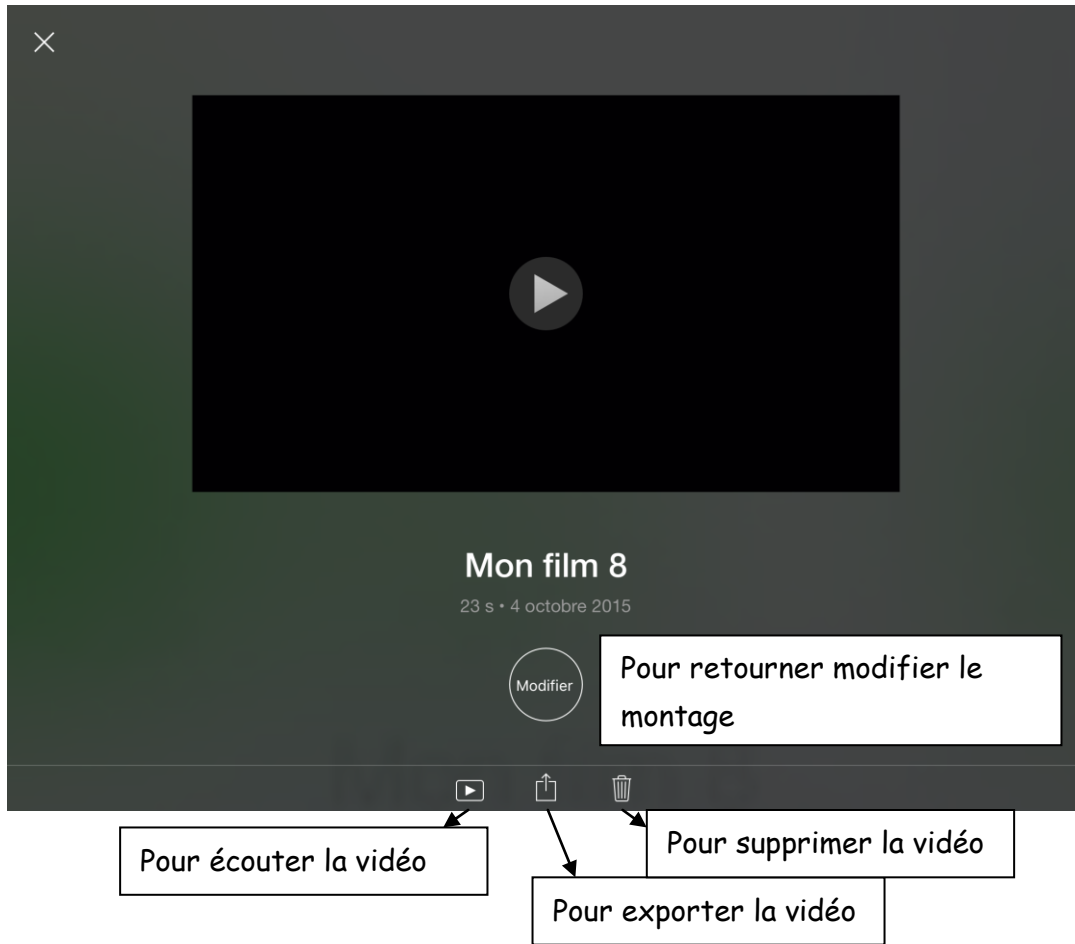 Mon film 8
23 s • 4 octobre 2015
Modifier
Pour retourner modifier le
montage
Pour écouter la vidéo
Pour supprimer la vidéo
Pour exporter la vidéo